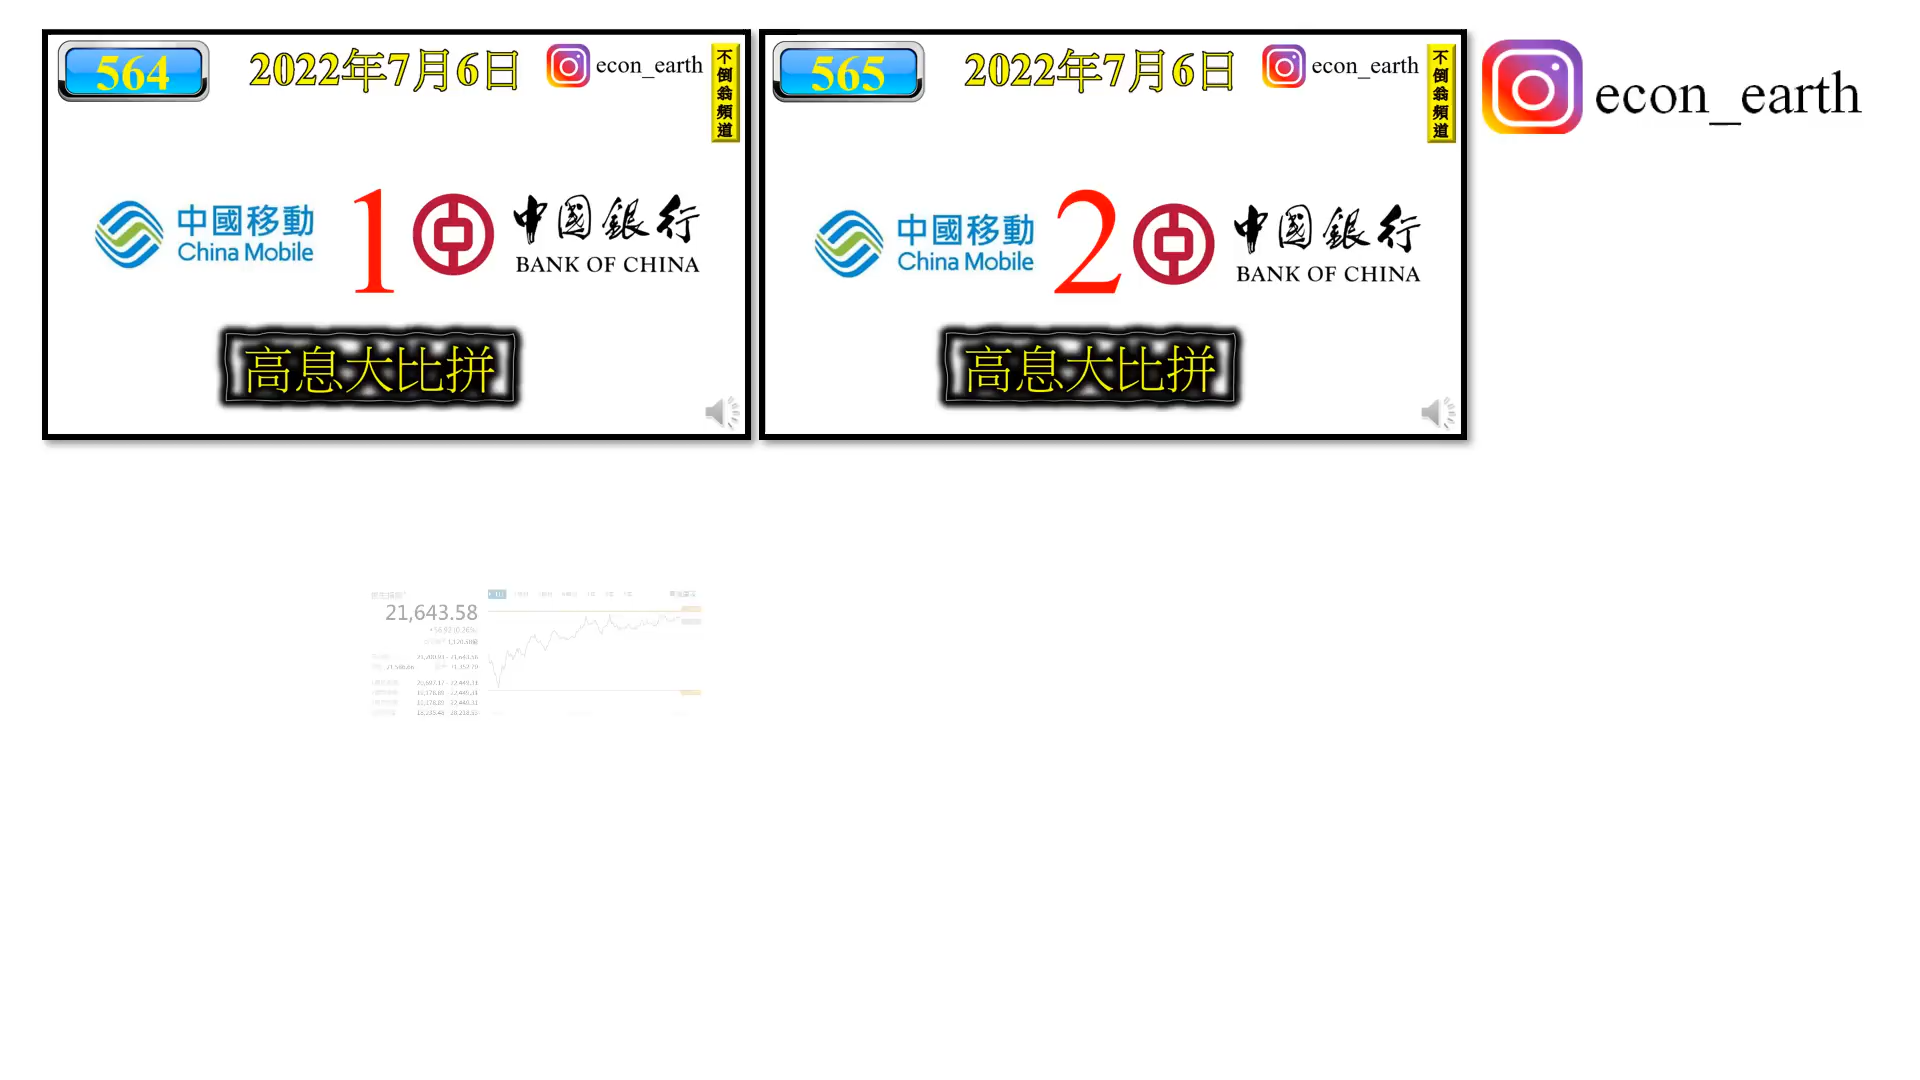 564
2022年7月6日
econ_earth
不倒翁頻道
中國移動
China Mobile
1
中國銀行
BANK OF CHINA
高息大比拼
565
2022年7月6日
econ_earth
不倒翁頻道
中國移動
China Mobile
2
中國銀行
BANK OF CHINA
高息大比拼
econ_earth
21,643.58